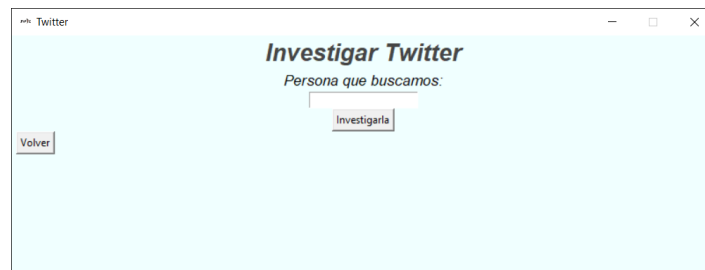 Twitter
Investigar Twitter
Persona que buscamos:
Investigarla
Volver